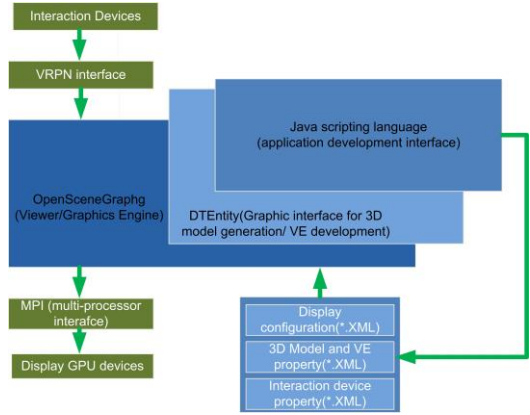 Interaction Devices
VRPN interface
Java scripting language
(application development interface)
OpenSceneGraphg
(Viewer/Graphics Engine)
DTEntity(Graphic interface for 3D
model generation/ VE development)
MPI (multi-processor
interafce)
Display GPU devices
Display
configuration(*.XML)
3D Model and VE
property(*.XML)
Interaction device
property(*.XML)